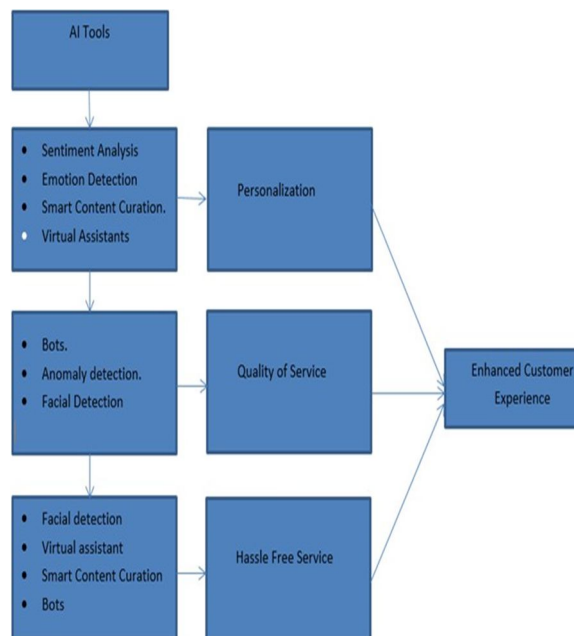 AI Tools
Sentiment Analysis
Emotion Detection
Smart Content Curation.
Virtual Assistants
Personalization
Bots.
Anomaly detection.
Facial Detection
Quality of Service
Enhanced Customer
Experience
Facial detection
Virtual assistant
Smart Content Curation
Bots
Hassle Free Service